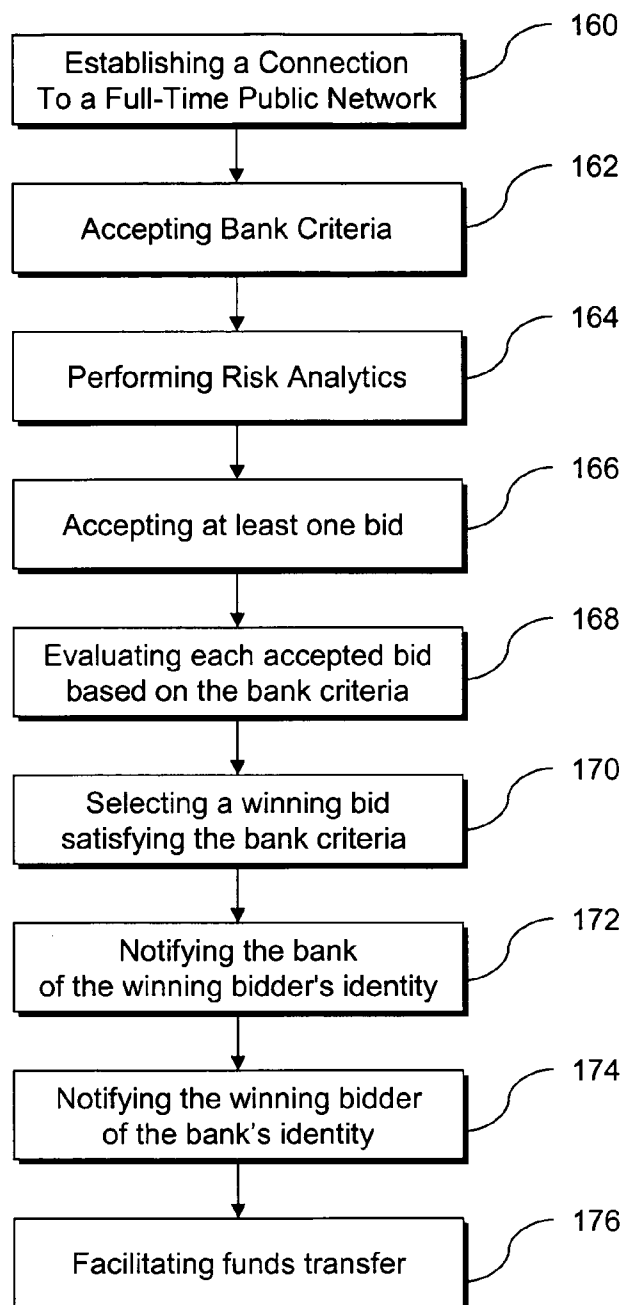 160
Establishing a Connection
To a Full-Time Public Network
162
Accepting Bank Criteria
164
Performing Risk Analytics
166
Accepting at least one bid
168
Evaluating each accepted bid
based on the bank criteria
170
Selecting a winning bid
satisfying the bank criteria
172
Notifying the bank
of the winning bidder's identity
174
Notifying the winning bidder
of the bank's identity
176
Facilitating funds transfer